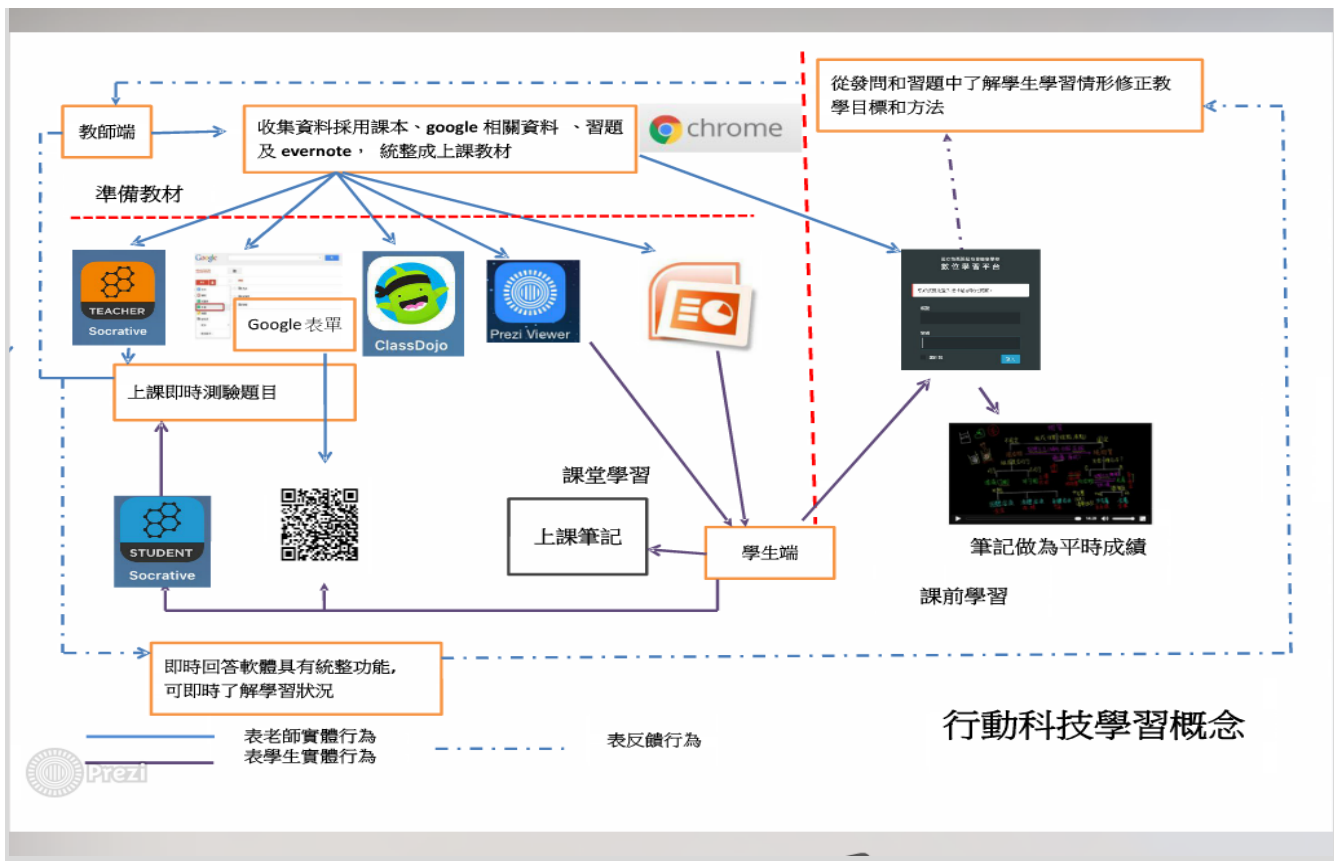 從發問和習題中了解學生學習情形修正教
學目標和方法
教師端
收集資料採用課本、google 相關資料 、習題
及 evernote， 統整成上課教材
chrome
準備教材
TEACHER
Socrative
Google
Google 表單
ClassDojo
Prezi Viewer
數位學習平台
上課即時測驗題目
STUDENT
Socrative
課堂學習
上課筆記
學生端
筆記做為平時成績
課前學習
即時回答軟體具有統整功能,
可即時了解學習狀況
行動科技學習概念
表老師實體行為
表學生實體行為
表反饋行為
Prezi